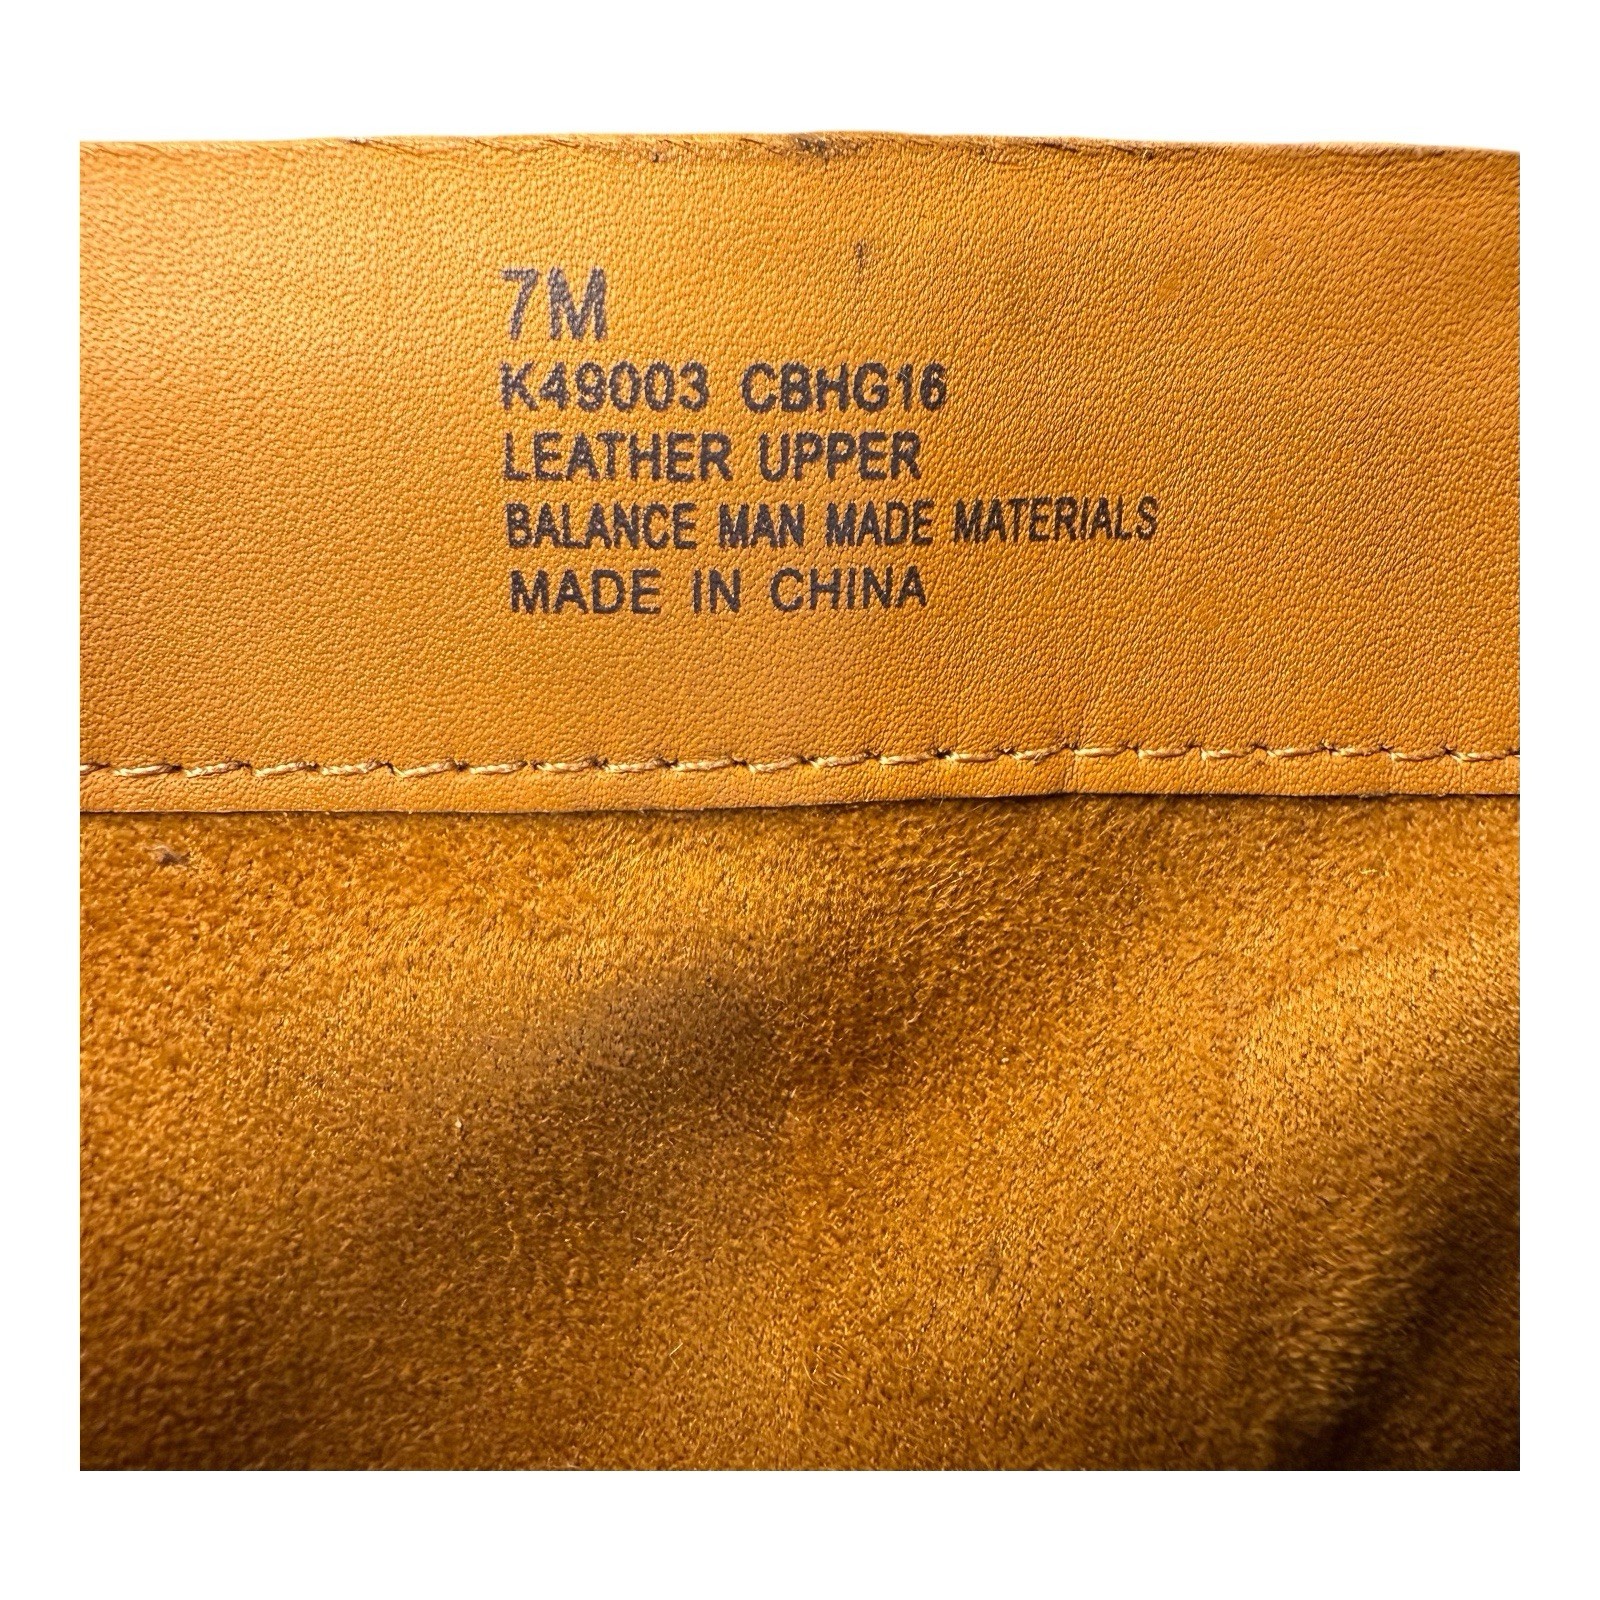 7M
K49003 CBHG16
LEATHER UPPER
BALANCE MAN MADE MATERIALS
MADE IN CHINA